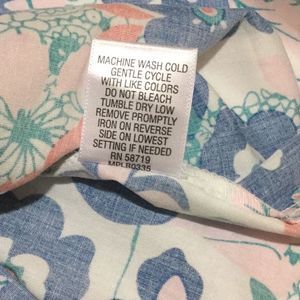 MACHINE WASH COLD
GENTLE CYCLE
WITH LIKE COLORS
DO NOT BLEACH
TUMBLE DRY LOW
REMOVE PROMPTLY
IRON ON REVERSE
SIDE ON LOWEST
SETTING IF NEEDED
RN 58719